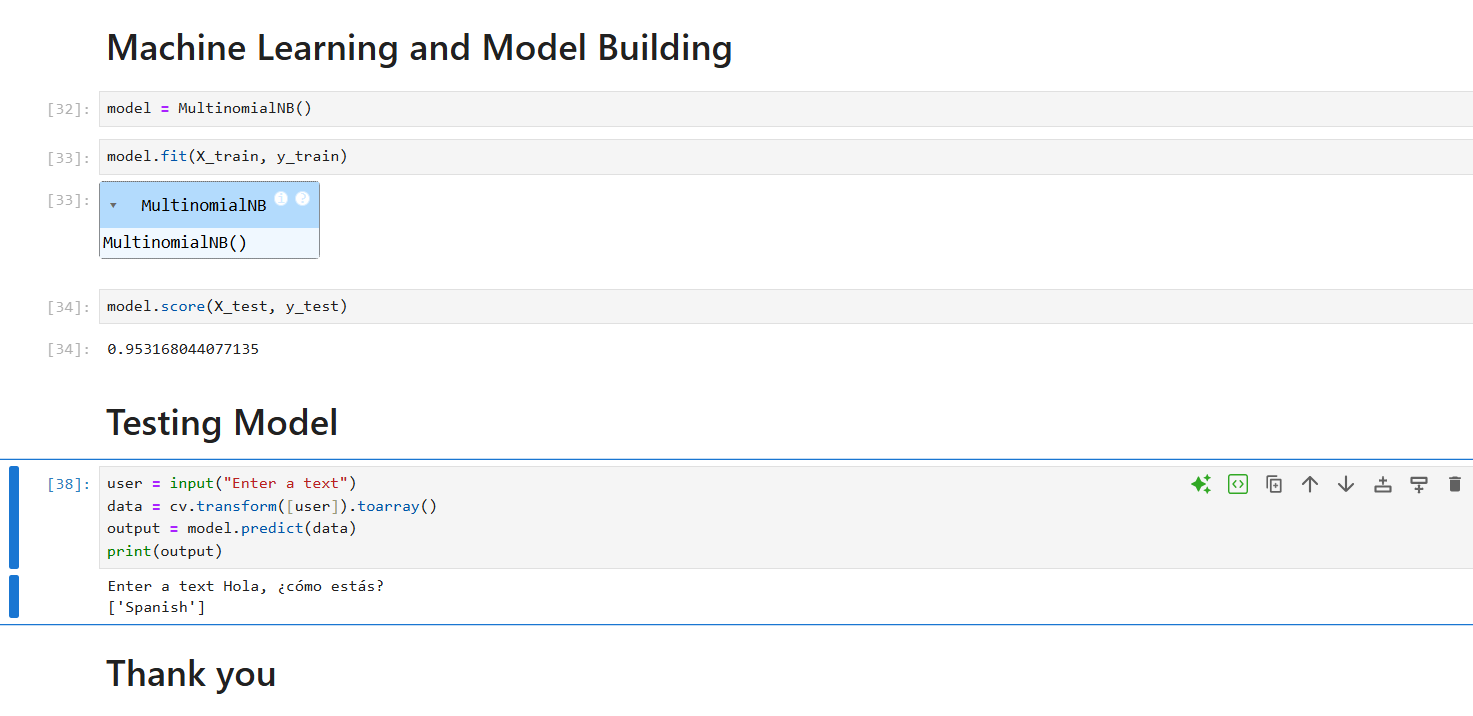 Machine Learning and Model Building
[32]: model = MultinomialNB()
[33]: model.fit(X_train, y_train)
[33]: ▾ MultinomialNB i ?
MultinomialNB()
[34]: model.score(X_test, y_test)
[34]: 0.953168044077135
Testing Model
[38]: user = input("Enter a text")
data = cv.transform([user]).toarray()
output = model.predict(data)
print(output)
Enter a text Hola, ¿cómo estás?
['Spanish']
Thank you